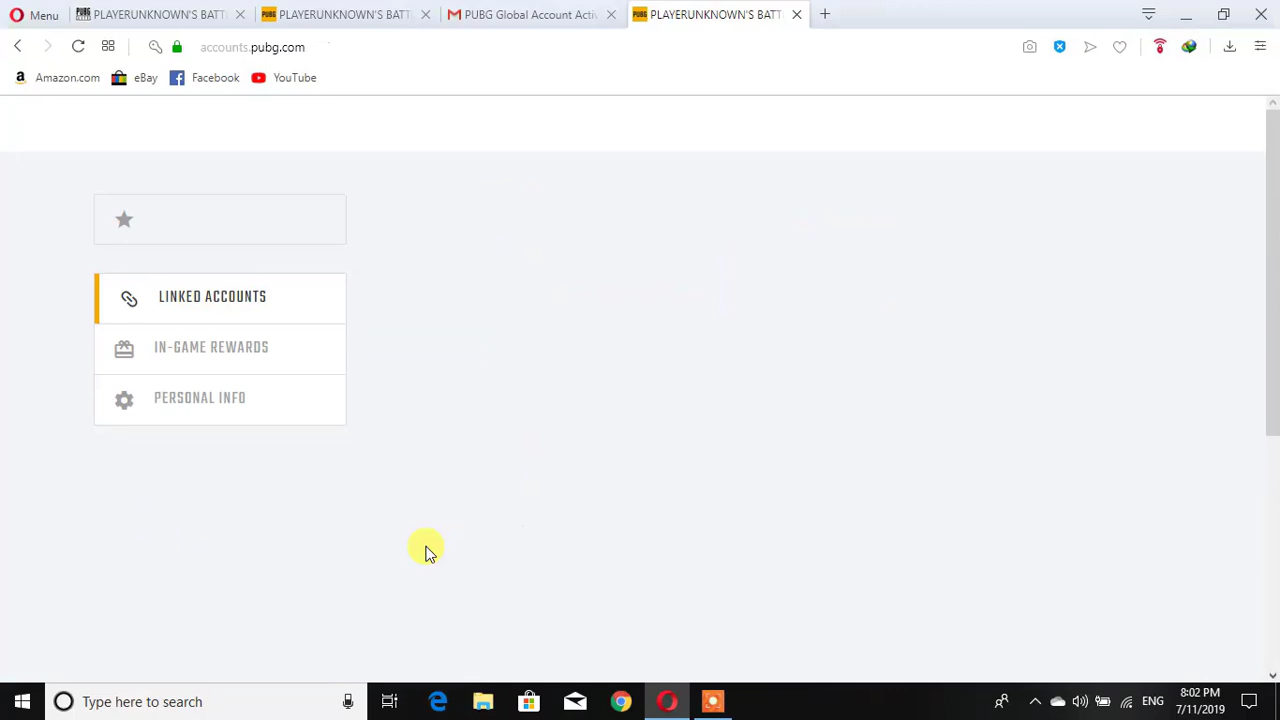 Menu
PLAYERUNKNOWN'S BATT
PLAYERUNKNOWN'S BATT
PUBG Global Account Activ
PLAYERUNKNOWN'S BATT
accounts.pubg.com
Amazon.com
eBay
Facebook
YouTube
LINKED ACCOUNTS
IN-GAME REWARDS
PERSONAL INFO
Type here to search
ENG
8:02 PM
7/11/2019